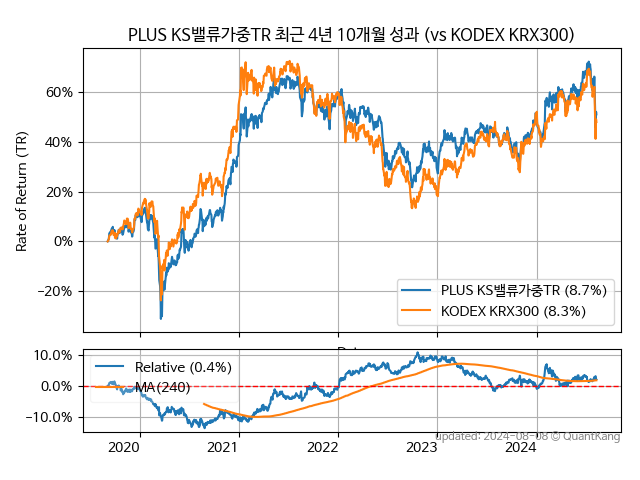 PLUS KS밸류가중TR 최근 4년 10개월 성과 (vs KODEX KRX300)
Rate of Return (TR)
60%
40%
20%
0%
−20%
PLUS KS밸류가중TR (8.7%)
KODEX KRX300 (8.3%)
10.0%
0.0%
−10.0%
Relative (0.4%)
MA(240)
2020
2021
2022
2023
2024
updated: 2024-08-08 © QuantKang